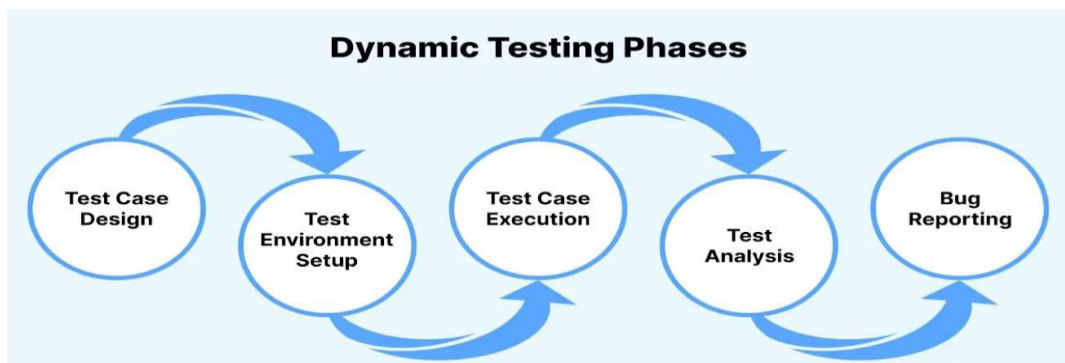 Dynamic Testing Phases
Test Case
Design
Test
Environment
Setup
Test Case
Execution
Test
Analysis
Bug
Reporting